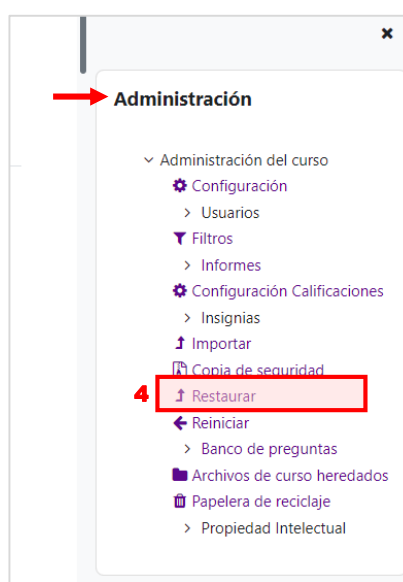 Administración
Administración del curso
Configuración
Usuarios
Filtros
Informes
Configuración Calificaciones
Insignias
Importar
Copia de seguridad
4 Restaurar
Reiniciar
Banco de preguntas
Archivos de curso heredados
Papelera de reciclaje
Propiedad Intelectual